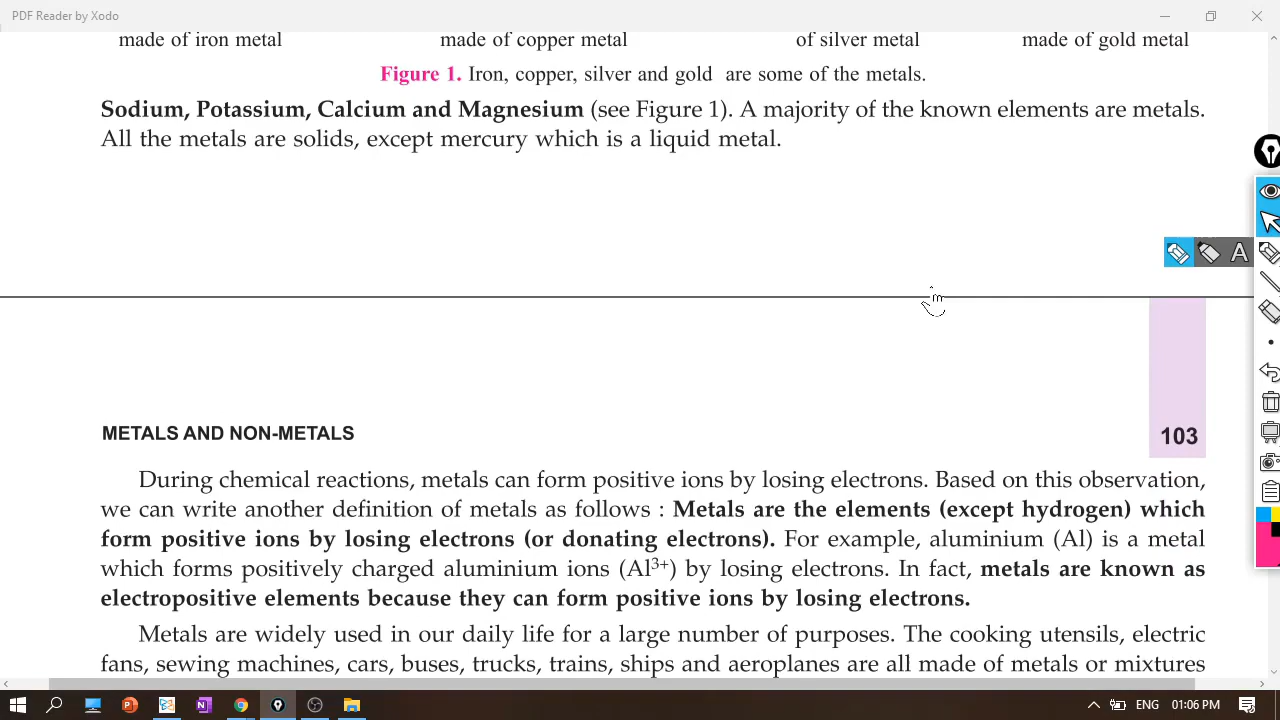 PDF Reader by Xodo
made of iron metal made of copper metal of silver metal made of gold metal
Figure 1. Iron, copper, silver and gold are some of the metals.
Sodium, Potassium, Calcium and Magnesium (see Figure 1). A majority of the known elements are metals.
All the metals are solids, except mercury which is a liquid metal.
A
METALS AND NON-METALS 103
During chemical reactions, metals can form positive ions by losing electrons. Based on this observation,
we can write another definition of metals as follows : Metals are the elements (except hydrogen) which
form positive ions by losing electrons (or donating electrons). For example, aluminium (Al) is a metal
which forms positively charged aluminium ions (Al³⁺) by losing electrons. In fact, metals are known as
electropositive elements because they can form positive ions by losing electrons.
Metals are widely used in our daily life for a large number of purposes. The cooking utensils, electric
fans, sewing machines, cars, buses, trucks, trains, ships and aeroplanes are all made of metals or mixtures
ENG 01:06 PM